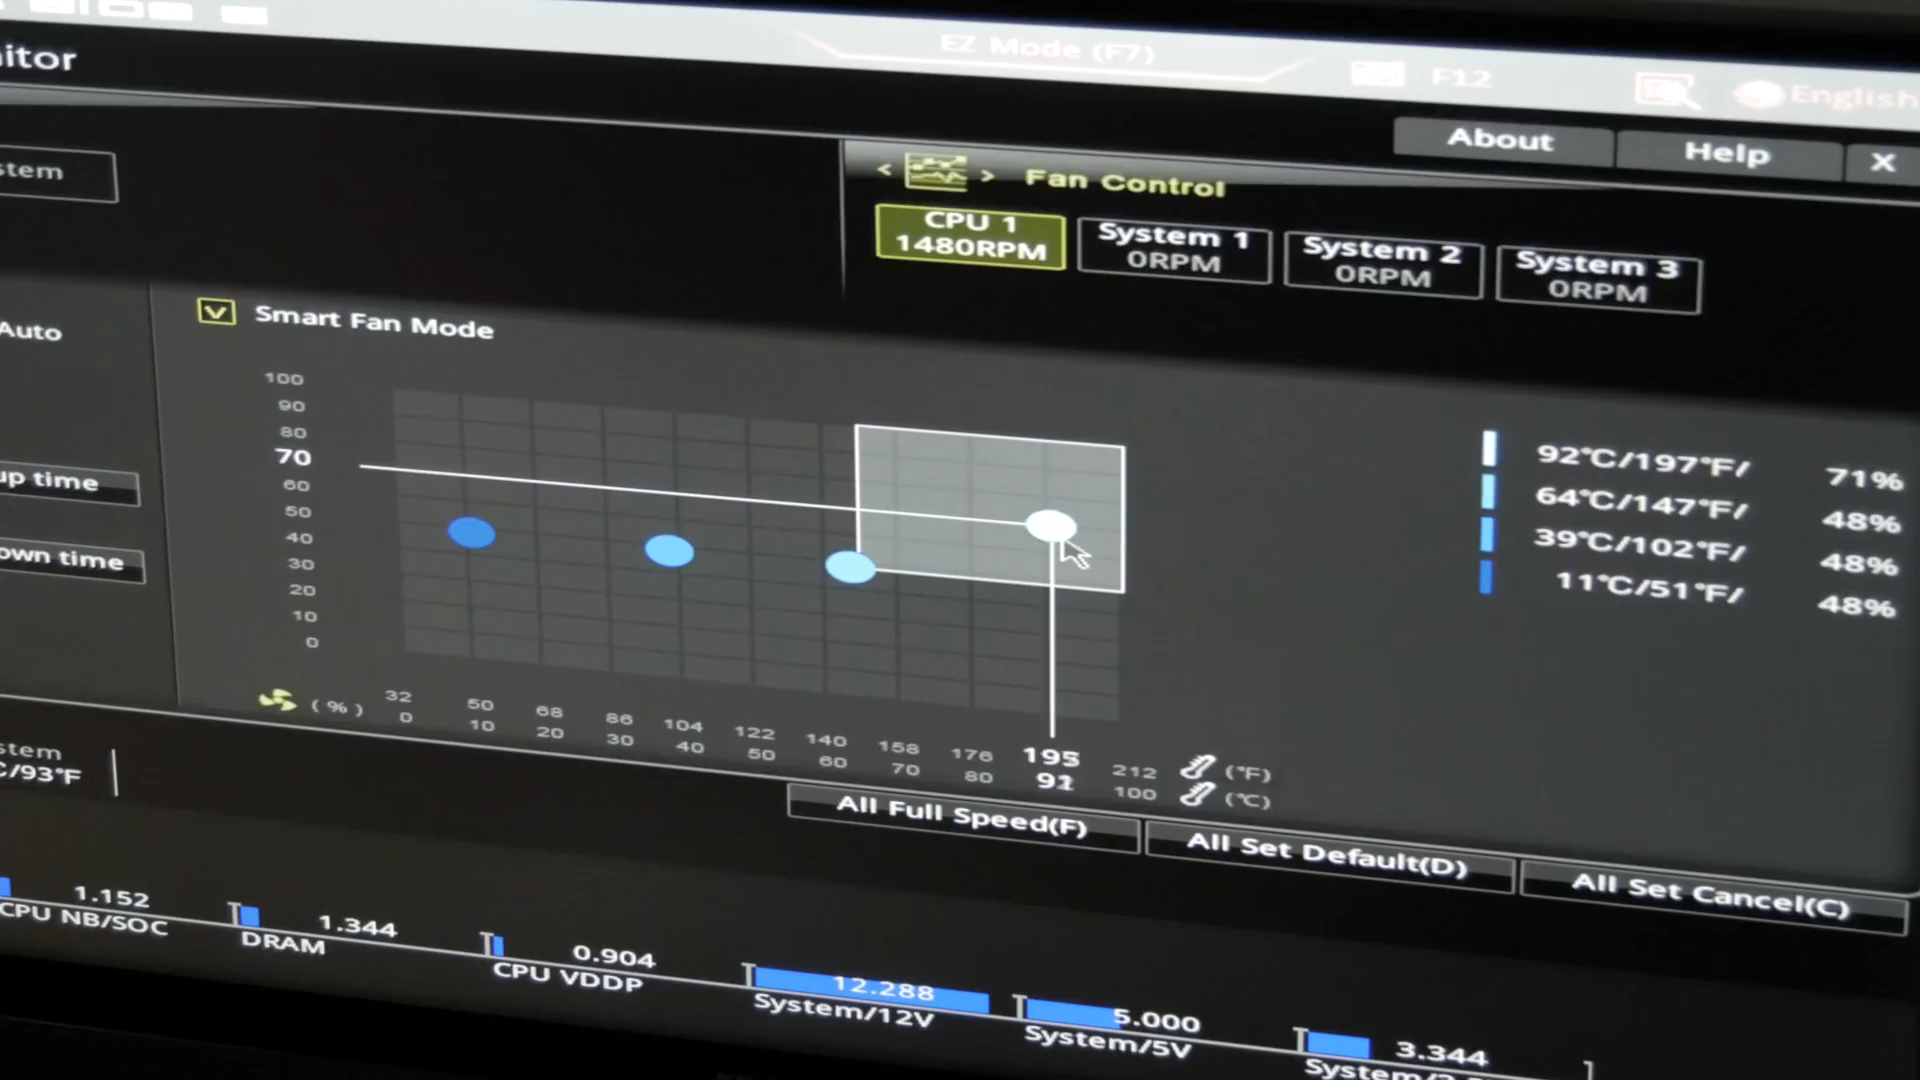 EZ Mode (F7)
F12
English
itor
About
Help
X
stem
< > Fan Control
CPU 1
1480RPM
System 1
0RPM
System 2
0RPM
System 3
0RPM
Auto
Smart Fan Mode
up time
own time
100
90
80
70
60
50
40
30
20
10
0
92°C/197°F/ 71%
64°C/147°F/ 48%
39°C/102°F/ 48%
11°C/51°F/ 48%
(%)
32 50 68 86 104 122 140 158 176 195 212 (°F)
0 10 20 30 40 50 60 70 80 91 100 (°C)
stem
C/93°F
All Full Speed(F)
All Set Default(D)
All Set Cancel(C)
1.152
CPU NB/SOC
1.344
DRAM
0.904
CPU VDDP
12.288
System/12V
5.000
System/5V
3.344